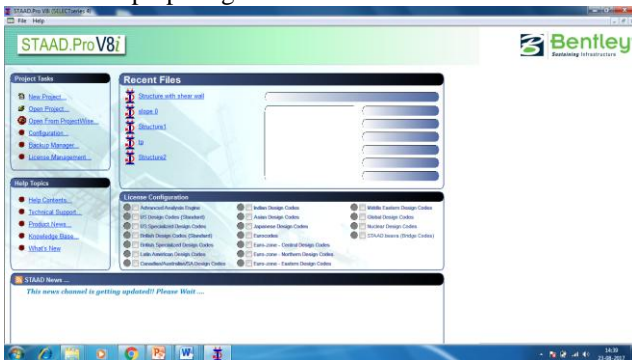 STAAD.Pro V8i (SELECTseries 4)
File Help
STAAD.Pro V8i
Bentley
Sustaining Infrastructure
Project Tasks
New Project...
Open Project...
Open From ProjectWise...
Configuration...
Backup Manager...
License Management...
Recent Files
Structure with shear wall
slope 0
Structure1
Structure2
Help Topics
Help Contents...
Technical Support...
Product News...
Knowledge Base...
What's New
License Configuration
Advanced Analysis Engine
US Design Codes (Standard)
US Specialized Design Codes
British Design Codes (Standard)
British Specialized Design Codes
Latin American Design Codes
Canadian/Australian/SA Design Codes
Indian Design Codes
Asian Design Codes
Japanese Design Codes
Eurocodes
Euro-zone - Central Design Codes
Euro-zone - Northern Design Codes
Euro-zone - Eastern Design Codes
Middle Eastern Design Codes
Global Design Codes
Nuclear Design Codes
STAAD.beava (Bridge Codes)
STAAD News ...
This news channel is getting updated!! Please Wait ....
14:39
21-08-2017